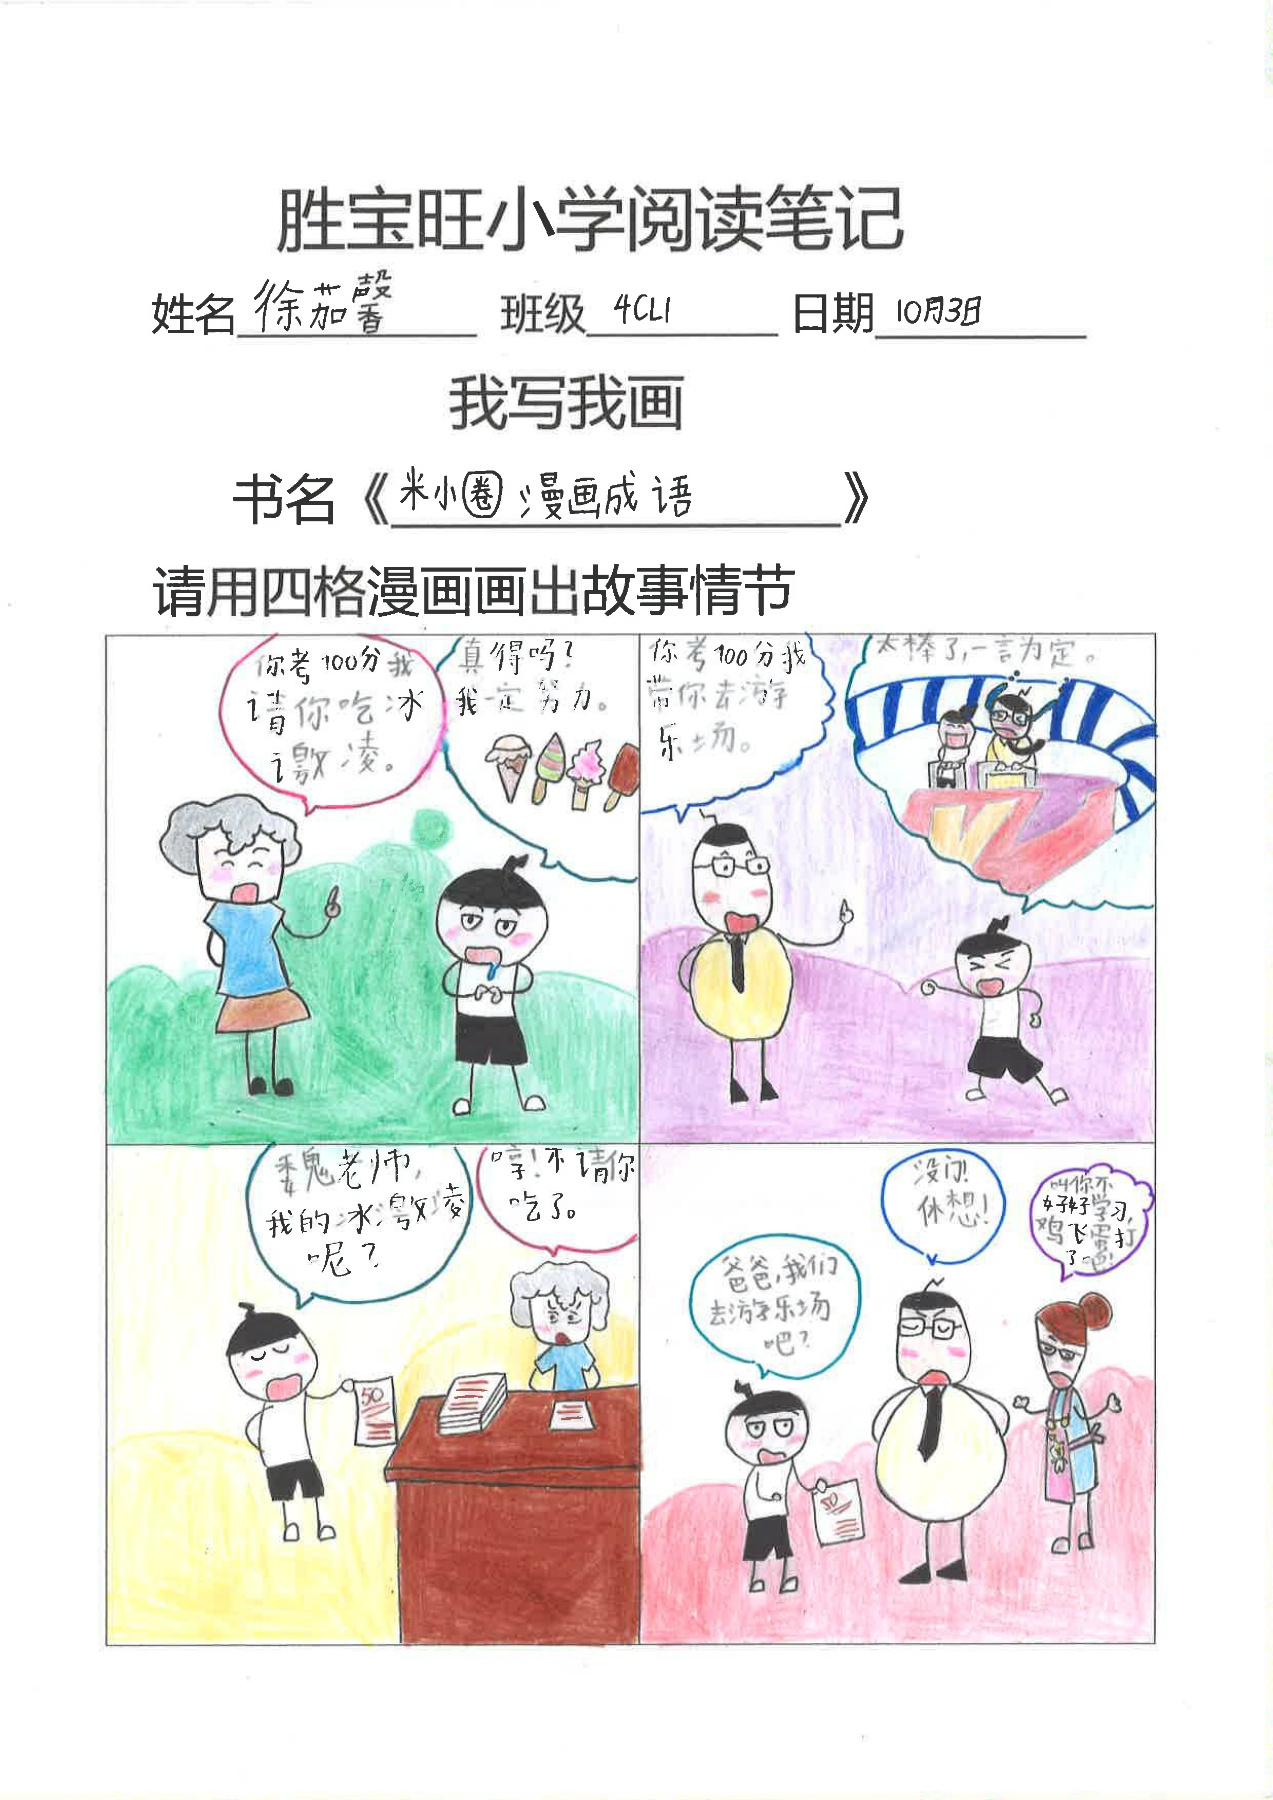 胜宝旺小学阅读笔记
姓名 徐茄馨 班级 4CL1 日期 10月3日
我写我画
书名《米小圈漫画成语》
请用四格漫画画出故事情节
你考100分我
请你吃冰
激凌。
真得吗?
我一定努力。
你考100分我
带你去游
乐场。
太棒了,一言为定。
魏老师,
我的冰激凌
呢?
50
哼!不请你
吃了。
爸爸,我们
去游乐场
吧?
50
没门!
休想!
叫你不
好好学习,
鸡飞蛋打
了吧!